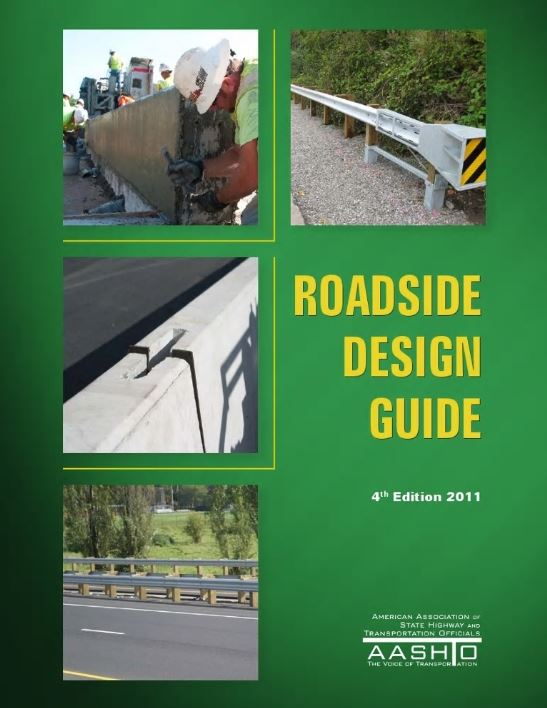 ROADSIDE
DESIGN
GUIDE
4th Edition 2011
AMERICAN ASSOCIATION OF
STATE HIGHWAY AND
TRANSPORTATION OFFICIALS
AASHTO
THE VOICE OF TRANSPORTATION